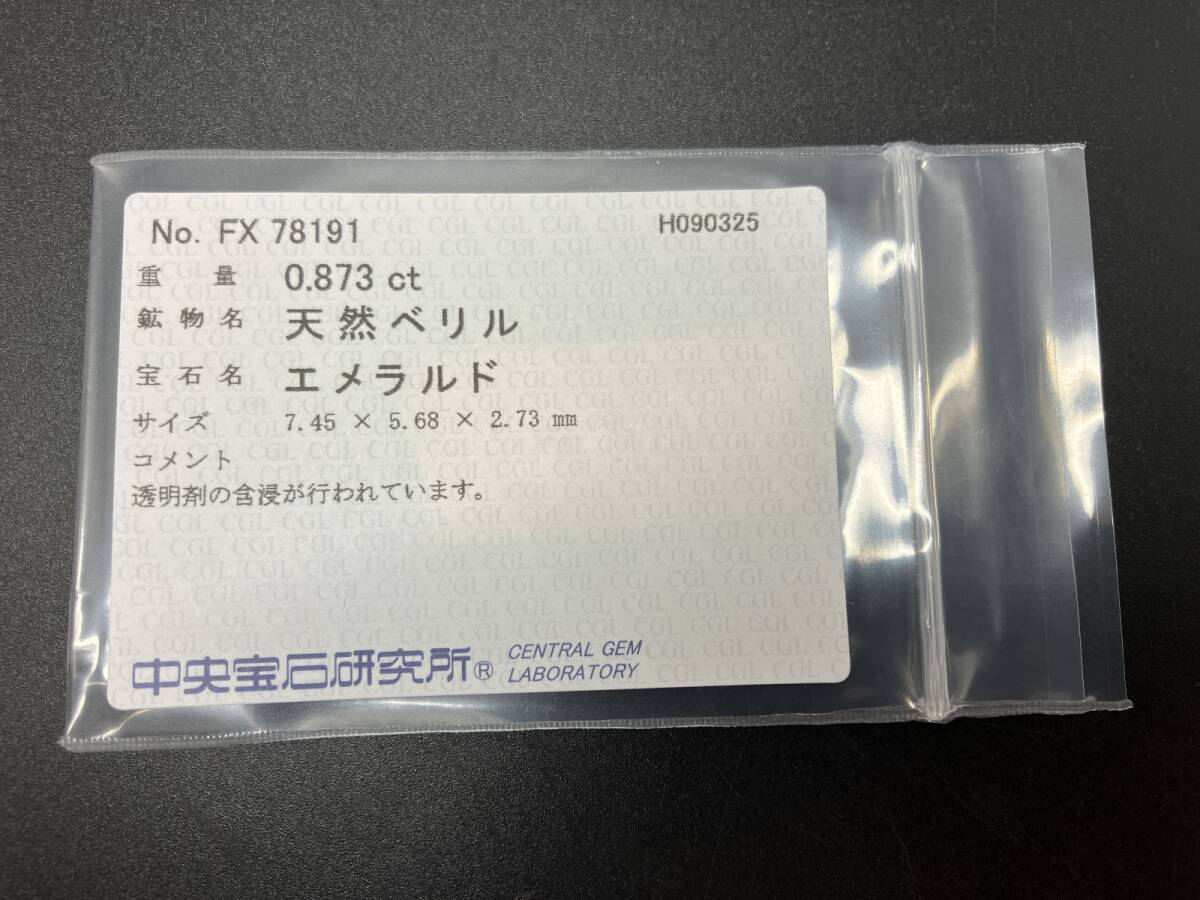 No. FX 78191 H090325
重量 0.873 ct
鉱物名 天然ベリル
宝石名 エメラルド
サイズ 7.45 × 5.68 × 2.73 mm
コメント
透明剤の含浸が行われています。
中央宝石研究所® CENTRAL GEM
LABORATORY